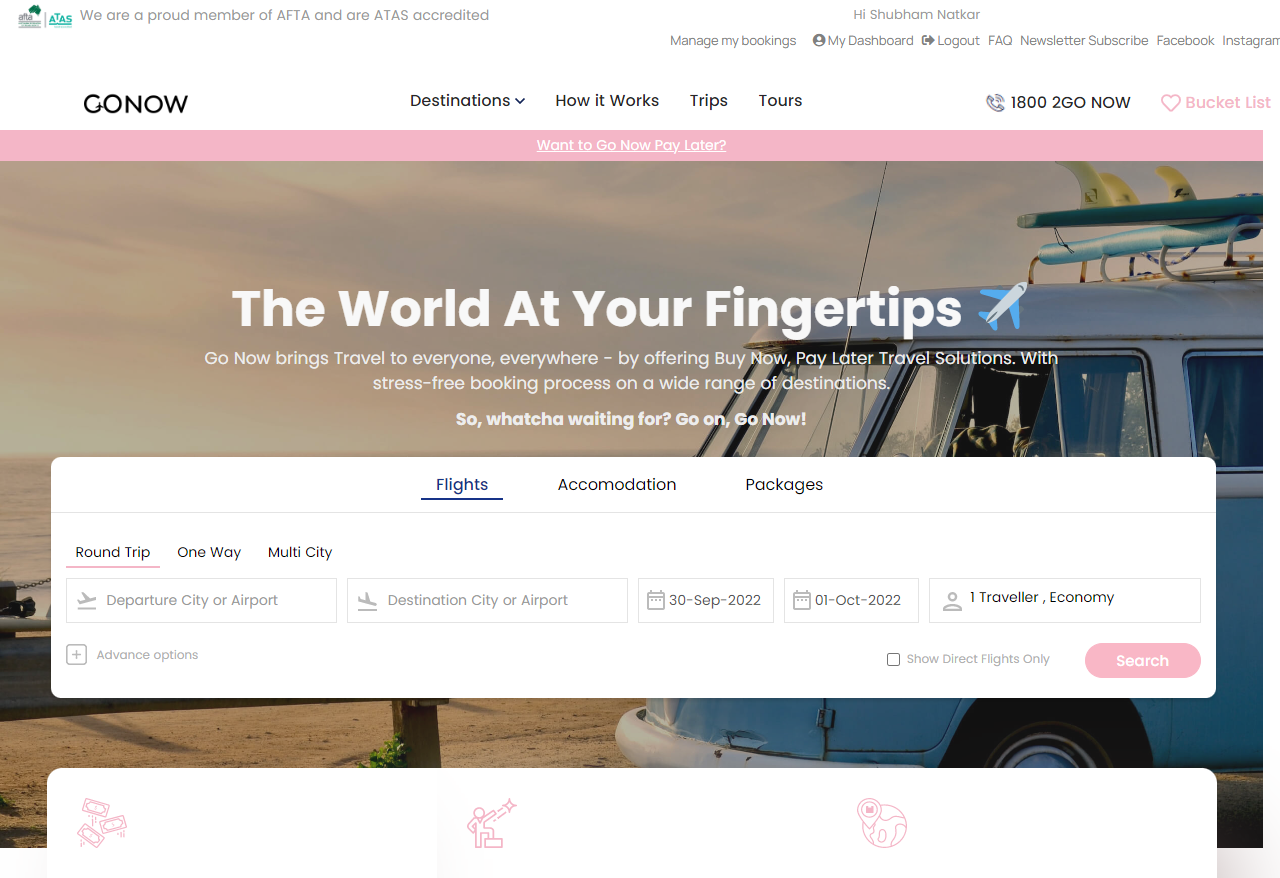 afta ATAS We are a proud member of AFTA and are ATAS accredited
Hi Shubham Natkar
Manage my bookings My Dashboard Logout FAQ Newsletter Subscribe Facebook Instagram
GONOW
Destinations How it Works Trips Tours
1800 2GO NOW
Bucket List
Want to Go Now Pay Later?
The World At Your Fingertips
Go Now brings Travel to everyone, everywhere - by offering Buy Now, Pay Later Travel Solutions. With
stress-free booking process on a wide range of destinations.
So, whatcha waiting for? Go on, Go Now!
Flights Accomodation Packages
Round Trip One Way Multi City
Departure City or Airport Destination City or Airport 30-Sep-2022 01-Oct-2022 1 Traveller , Economy
Advance options
Show Direct Flights Only
Search